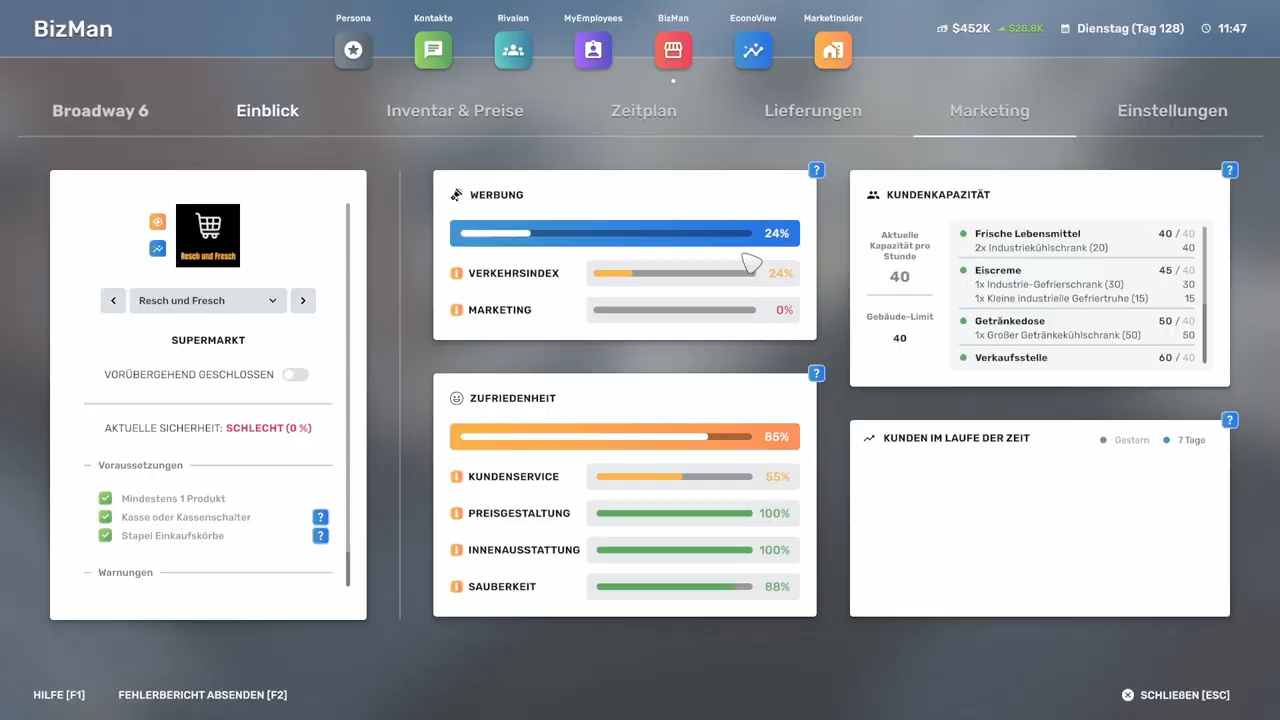 BizMan
Persona
Kontakte
Rivalen
MyEmployees
BizMan
EconoView
MarketInsider
$452K
$28.8K
Dienstag (Tag 128)
11:47
Broadway 6
Einblick
Inventar & Preise
Zeitplan
Lieferungen
Marketing
Einstellungen
Resch und Fresch
Resch und Fresch
SUPERMARKT
VORÜBERGEHEND GESCHLOSSEN
AKTUELLE SICHERHEIT: SCHLECHT (0 %)
Voraussetzungen
Mindestens 1 Produkt
Kasse oder Kassenschalter
?
Stapel Einkaufskörbe
?
Warnungen
?
WERBUNG
24%
VERKEHRSINDEX
24%
MARKETING
0%
?
ZUFRIEDENHEIT
85%
KUNDENSERVICE
55%
PREISGESTALTUNG
100%
INNENAUSSTATTUNG
100%
SAUBERKEIT
88%
?
KUNDENKAPAZITÄT
Aktuelle
Kapazität pro
Stunde
40
Gebäude-Limit
40
Frische Lebensmittel 40 / 40
2x Industriekühlschrank (20) 40
Eiscreme 45 / 40
1x Industrie-Gefrierschrank (30) 30
1x Kleine industrielle Gefriertruhe (15) 15
Getränkedose 50 / 40
1x Großer Getränkekühlschrank (50) 50
Verkaufsstelle 60 / 40
?
KUNDEN IM LAUFE DER ZEIT
Gestern
7 Tage
HILFE [F1]
FEHLERBERICHT ABSENDEN [F2]
SCHLIEẞEN [ESC]